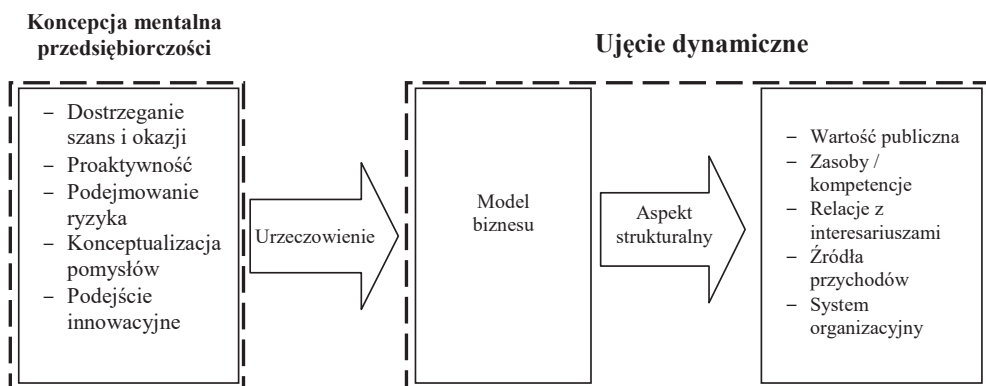 Koncepcja mentalna
przedsiębiorczości
Ujęcie dynamiczne
– Dostrzeganie
szans i okazji
– Proaktywność
– Podejmowanie
ryzyka
– Konceptualizacja
pomysłów
– Podejście
innowacyjne
Urzeczowienie
Model
biznesu
Aspekt
strukturalny
– Wartość publiczna
– Zasoby /
kompetencje
– Relacje z
interesariuszami
– Źródła
przychodów
– System
organizacyjny